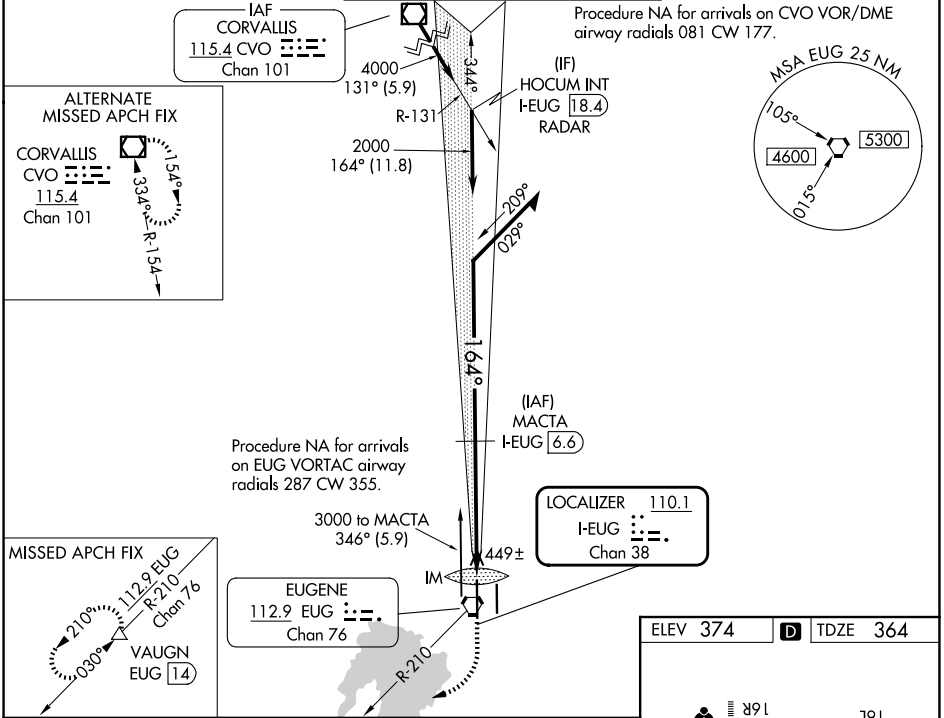 IAF
CORVALLIS
115.4 CVO
Chan 101
4000
131° (5.9)
R-131
344°
2000
164° (11.8)
(IF)
HOCUM INT
I-EUG 18.4
RADAR
Procedure NA for arrivals on CVO VOR/DME
airway radials 081 CW 177.
MSA EUG 25 NM
105°
4600
5300
015°
ALTERNATE
MISSED APCH FIX
CORVALLIS
CVO
115.4
Chan 101
154°
334°
R-154
209°
029°
164°
(IAF)
MACTA
I-EUG 6.6
Procedure NA for arrivals
on EUG VORTAC airway
radials 287 CW 355.
3000 to MACTA
346° (5.9)
LOCALIZER 110.1
I-EUG
Chan 38
449±
IM
EUGENE
112.9 EUG
Chan 76
R-210
MISSED APCH FIX
112.9 EUG
R-210
Chan 76
210°
030°
VAUGN
EUG 14
ELEV 374 D TDZE 364
16R
16L